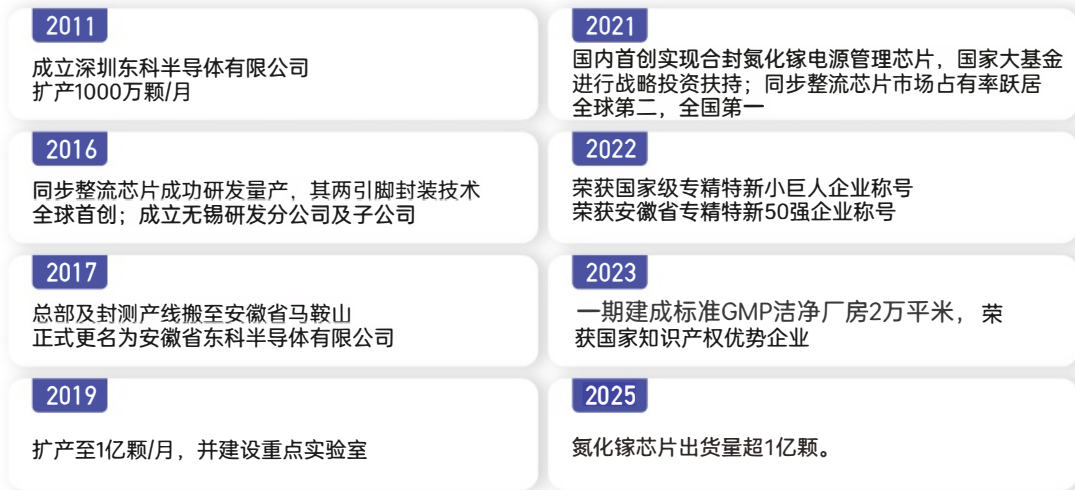 2011
成立深圳东科半导体有限公司
扩产1000万颗/月
2016
同步整流芯片成功研发量产，其两引脚封装技术
全球首创；成立无锡研发分公司及子公司
2017
总部及封测产线搬至安徽省马鞍山
正式更名为安徽省东科半导体有限公司
2019
扩产至1亿颗/月，并建设重点实验室
2021
国内首创实现合封氮化镓电源管理芯片，国家大基金
进行战略投资扶持；同步整流芯片市场占有率跃居
全球第二，全国第一
2022
荣获国家级专精特新小巨人企业称号
荣获安徽省专精特新50强企业称号
2023
一期建成标准GMP洁净厂房2万平米，荣
获国家知识产权优势企业
2025
氮化镓芯片出货量超1亿颗。